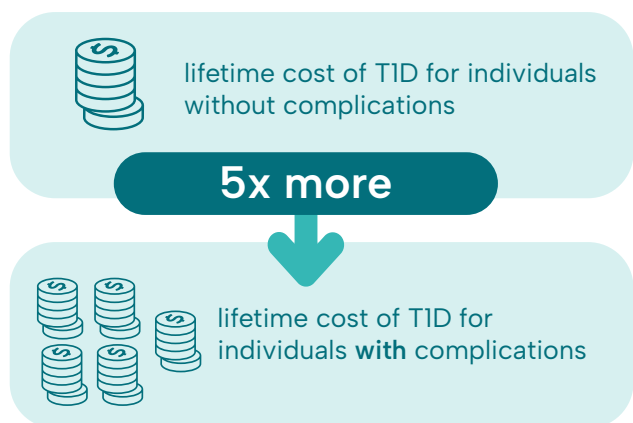 lifetime cost of T1D for individuals
without complications
5x more
lifetime cost of T1D for
individuals with complications